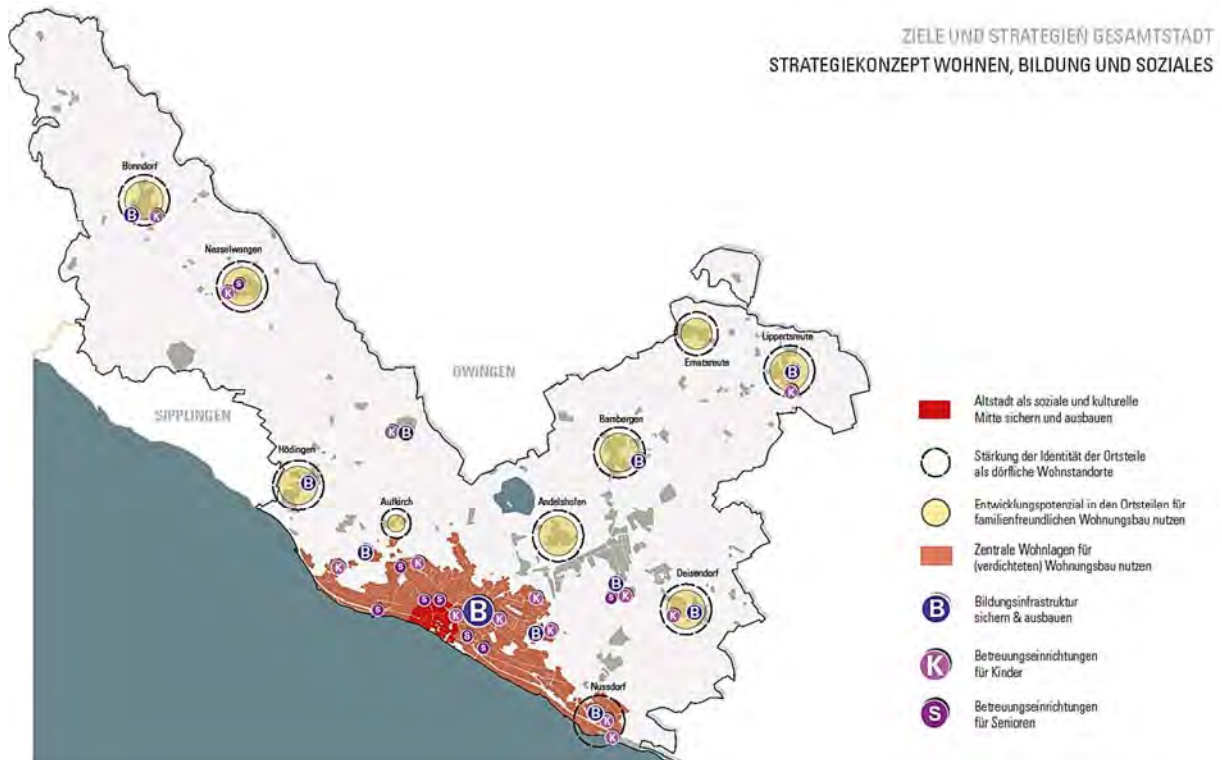 ZIELE UND STRATEGIEN GESAMTSTADT
STRATEGIEKONZEPT WOHNEN, BILDUNG UND SOZIALES
Bonndorf
B K
Nesselwangen
K S
OWINGEN
SIPPLINGEN
Ernatsreute
Lippertsreute
B
K
K B
Bambergen
B
Hödingen
B
Aufkirch
Andelshofen
B
K
K
S
B
S K
Deisendorf
K B
S
S S
K
B
K
K
S
S
B K
Nussdorf
B
K
K
Altstadt als soziale und kulturelle
Mitte sichern und ausbauen
Stärkung der Identität der Ortsteile
als dörfliche Wohnstandorte
Entwicklungspotenzial in den Ortsteilen für
familienfreundlichen Wohnungsbau nutzen
Zentrale Wohnlagen für
(verdichteten) Wohnungsbau nutzen
B
Bildungsinfrastruktur
sichern & ausbauen
K
Betreuungseinrichtungen
für Kinder
S
Betreuungseinrichtungen
für Senioren